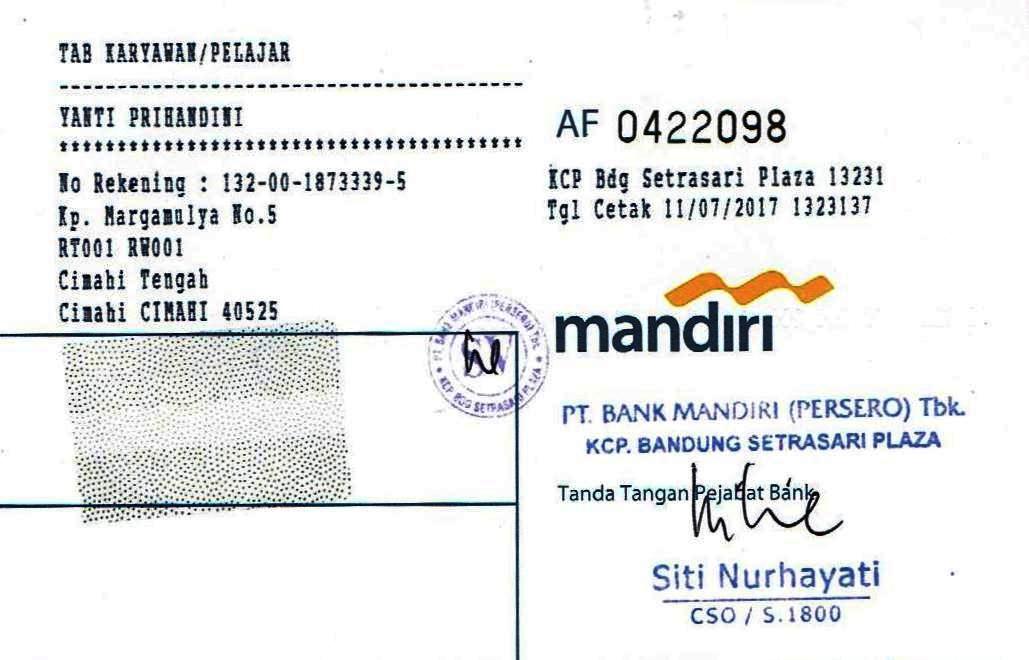 TAB KARYAWAN/PELAJAR
YANTI PRIHANDINI
No Rekening : 132-00-1873339-5
Kp. Margamulya No.5
RT001 RW001
Cimahi Tengah
Cimahi CIMAHI 40525
AF 0422098
KCP Bdg Setrasari Plaza 13231
Tgl Cetak 11/07/2017 1323137
mandiri
PT BANK MANDIRI (PERSERO) TBK
KCP BDG SETRASARI PLAZA
PT. BANK MANDIRI (PERSERO) Tbk.
KCP. BANDUNG SETRASARI PLAZA
Tanda Tangan Pejabat Bank
Siti Nurhayati
CSO / S.1800